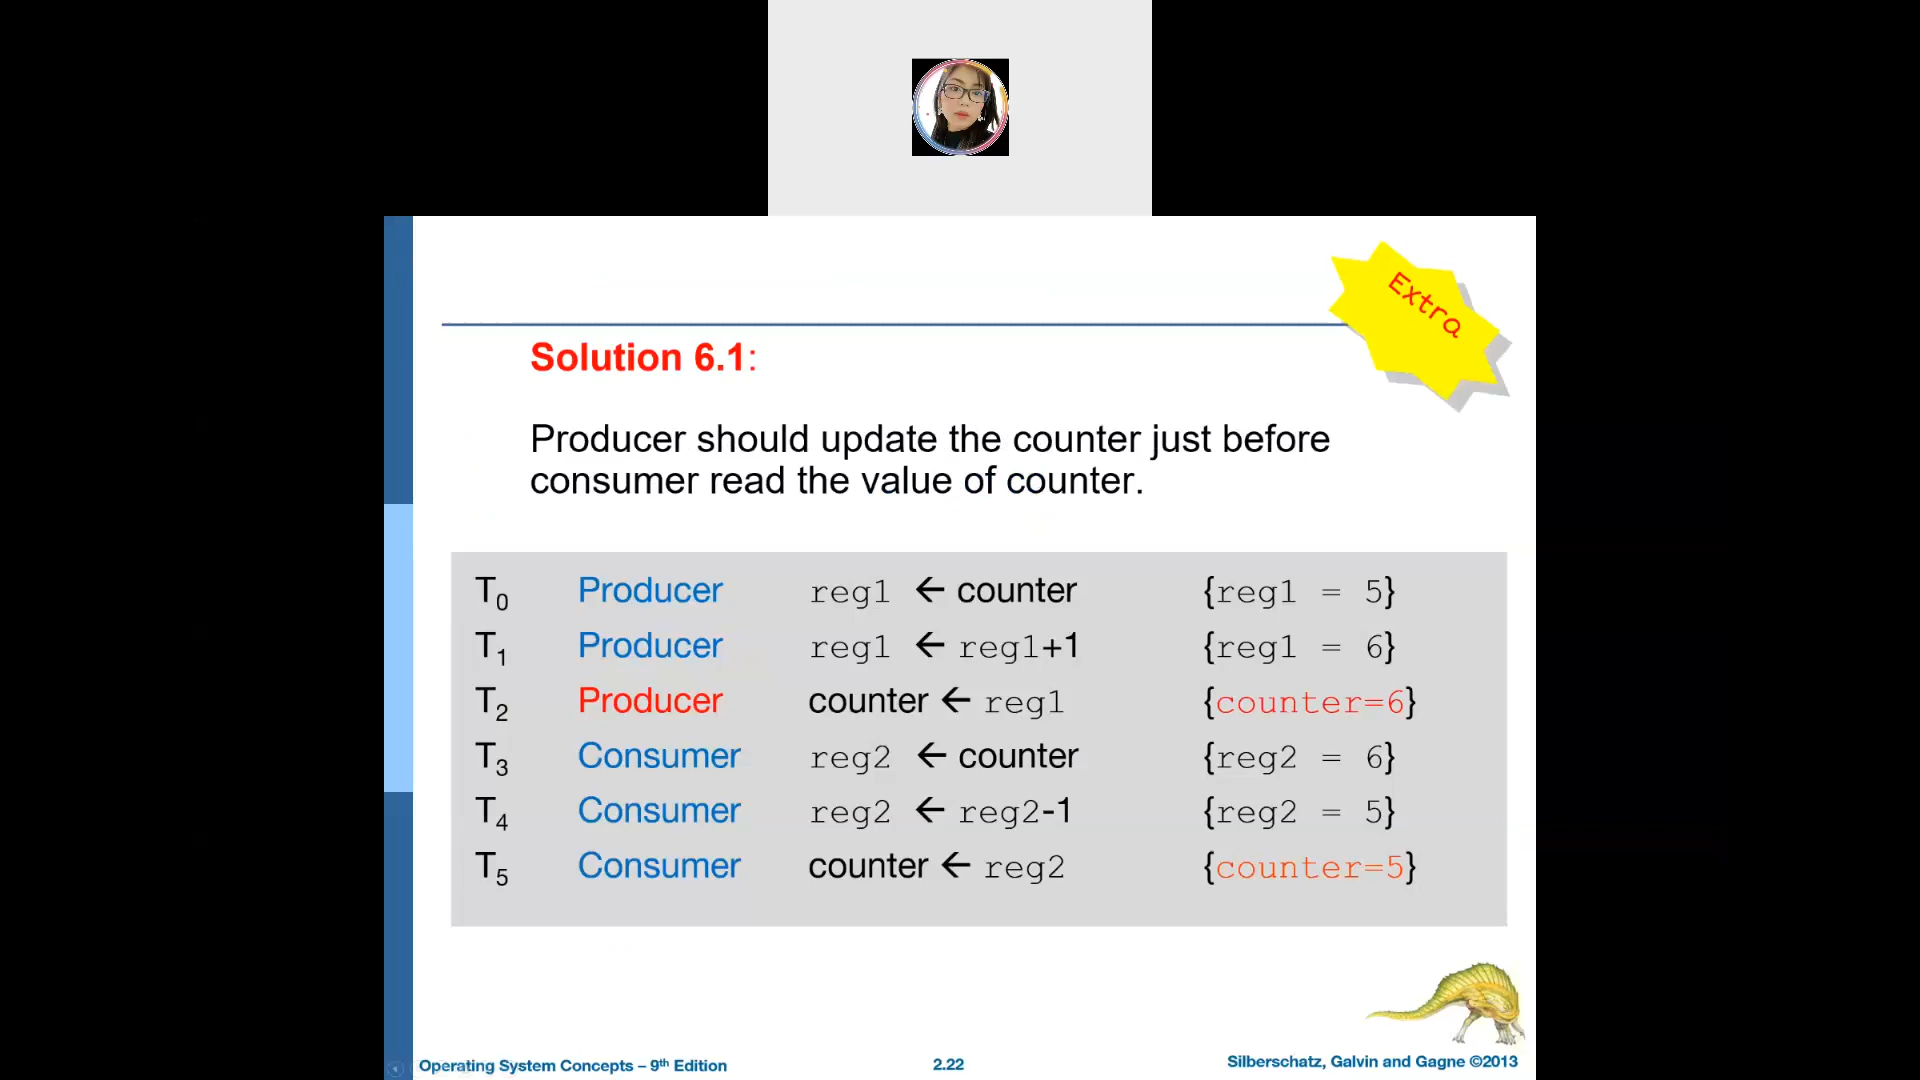 Extra
Solution 6.1:
Producer should update the counter just before
consumer read the value of counter.
T0 Producer reg1 ← counter {reg1 = 5}
T1 Producer reg1 ← reg1+1 {reg1 = 6}
T2 Producer counter ← reg1 {counter=6}
T3 Consumer reg2 ← counter {reg2 = 6}
T4 Consumer reg2 ← reg2-1 {reg2 = 5}
T5 Consumer counter ← reg2 {counter=5}
Operating System Concepts – 9th Edition 2.22 Silberschatz, Galvin and Gagne ©2013